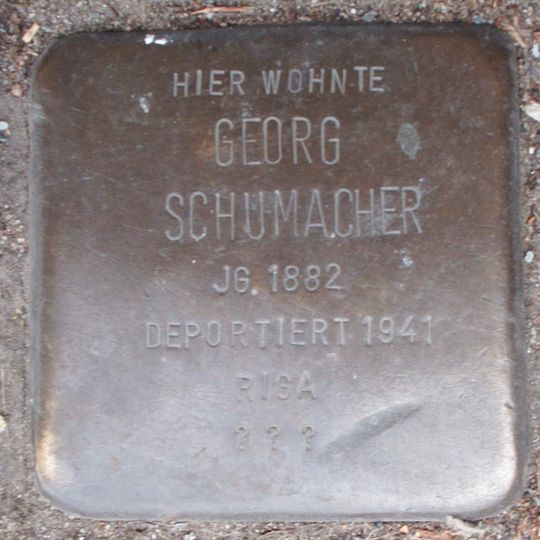 HIER WOHNTE
GEORG
SCHUMACHER
JG. 1882
DEPORTIERT 1941
RIGA
? ? ?